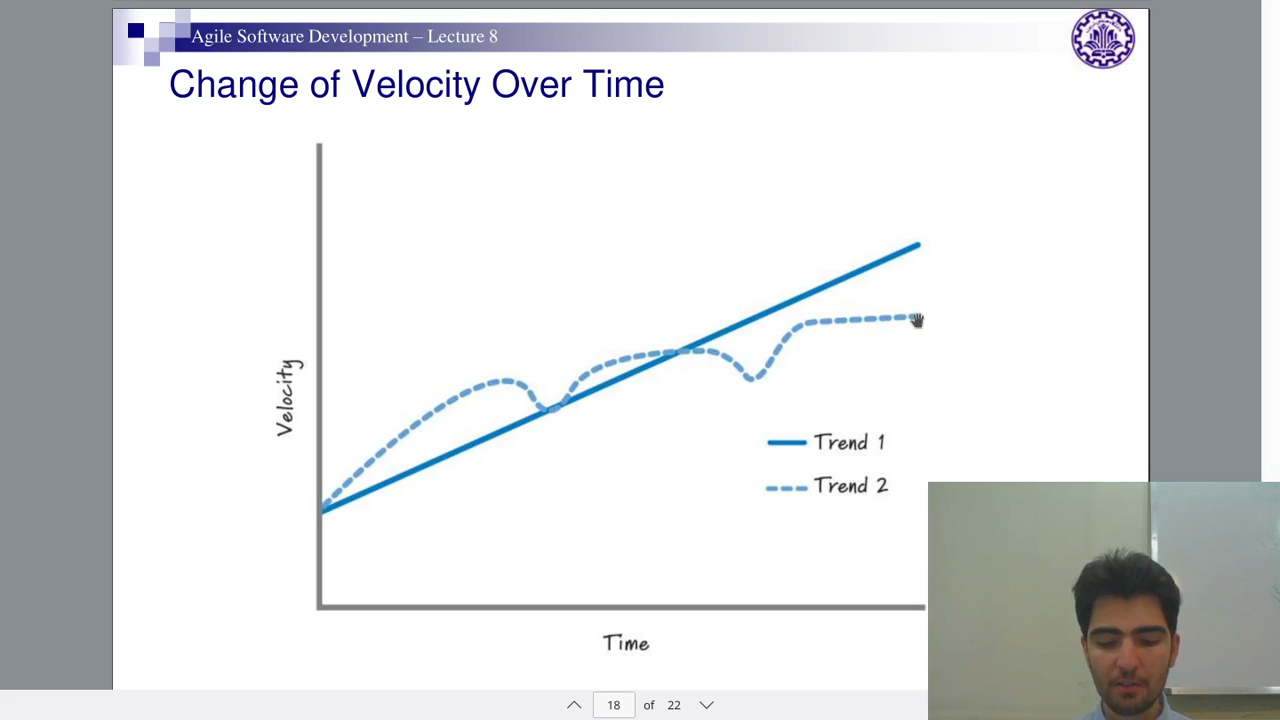 Agile Software Development – Lecture 8
Change of Velocity Over Time
Velocity
Trend 1
Trend 2
Time
18 of 22